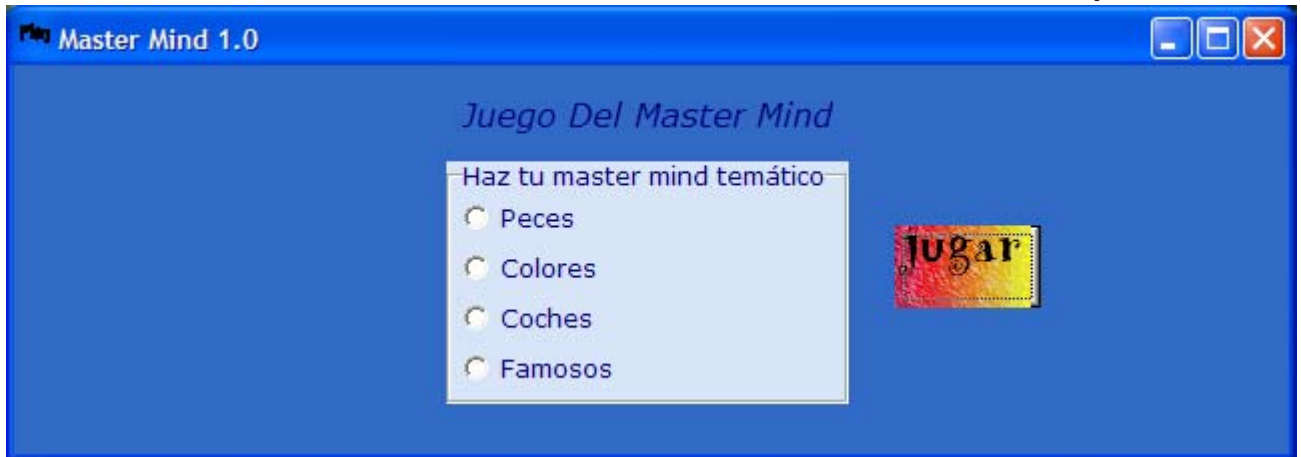 Master Mind 1.0
Juego Del Master Mind
Haz tu master mind temático
Peces
Colores
Jugar
Coches
Famosos